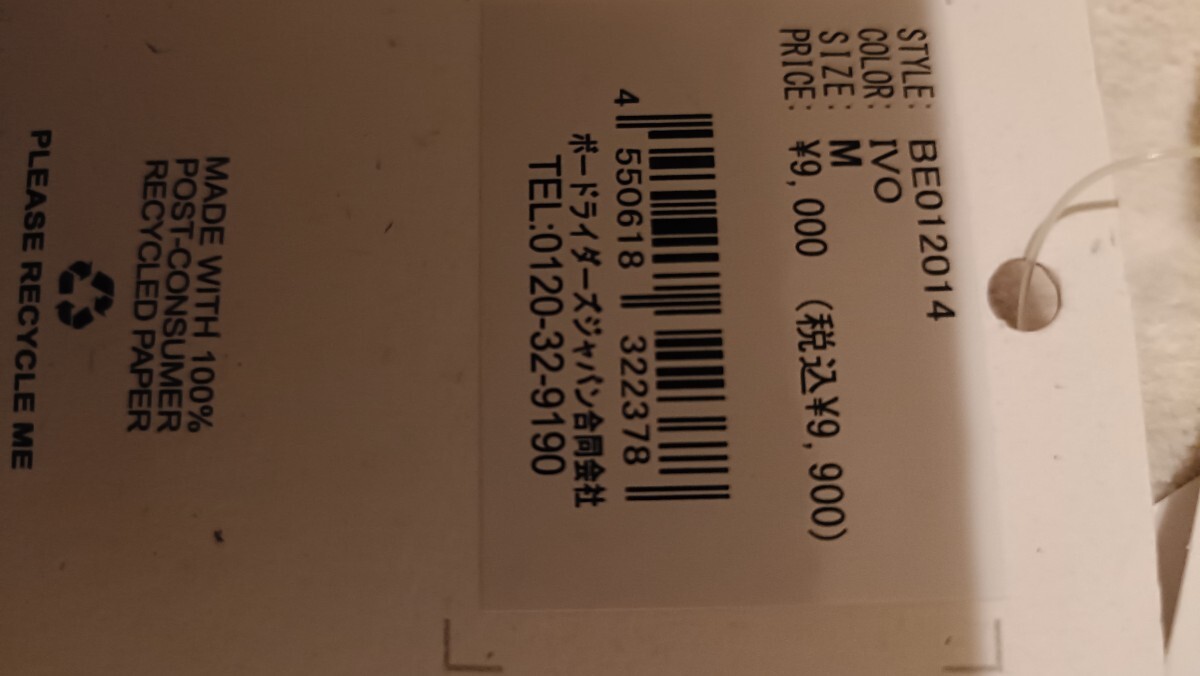 STYLE: BE012014
COLOR: IVO
SIZE: M
PRICE: ¥9,000 (税込¥9,900)
4 550618 322378
ボードライダーズジャパン合同会社
TEL:0120-32-9190
MADE WITH 100%
POST-CONSUMER
RECYCLED PAPER
PLEASE RECYCLE ME